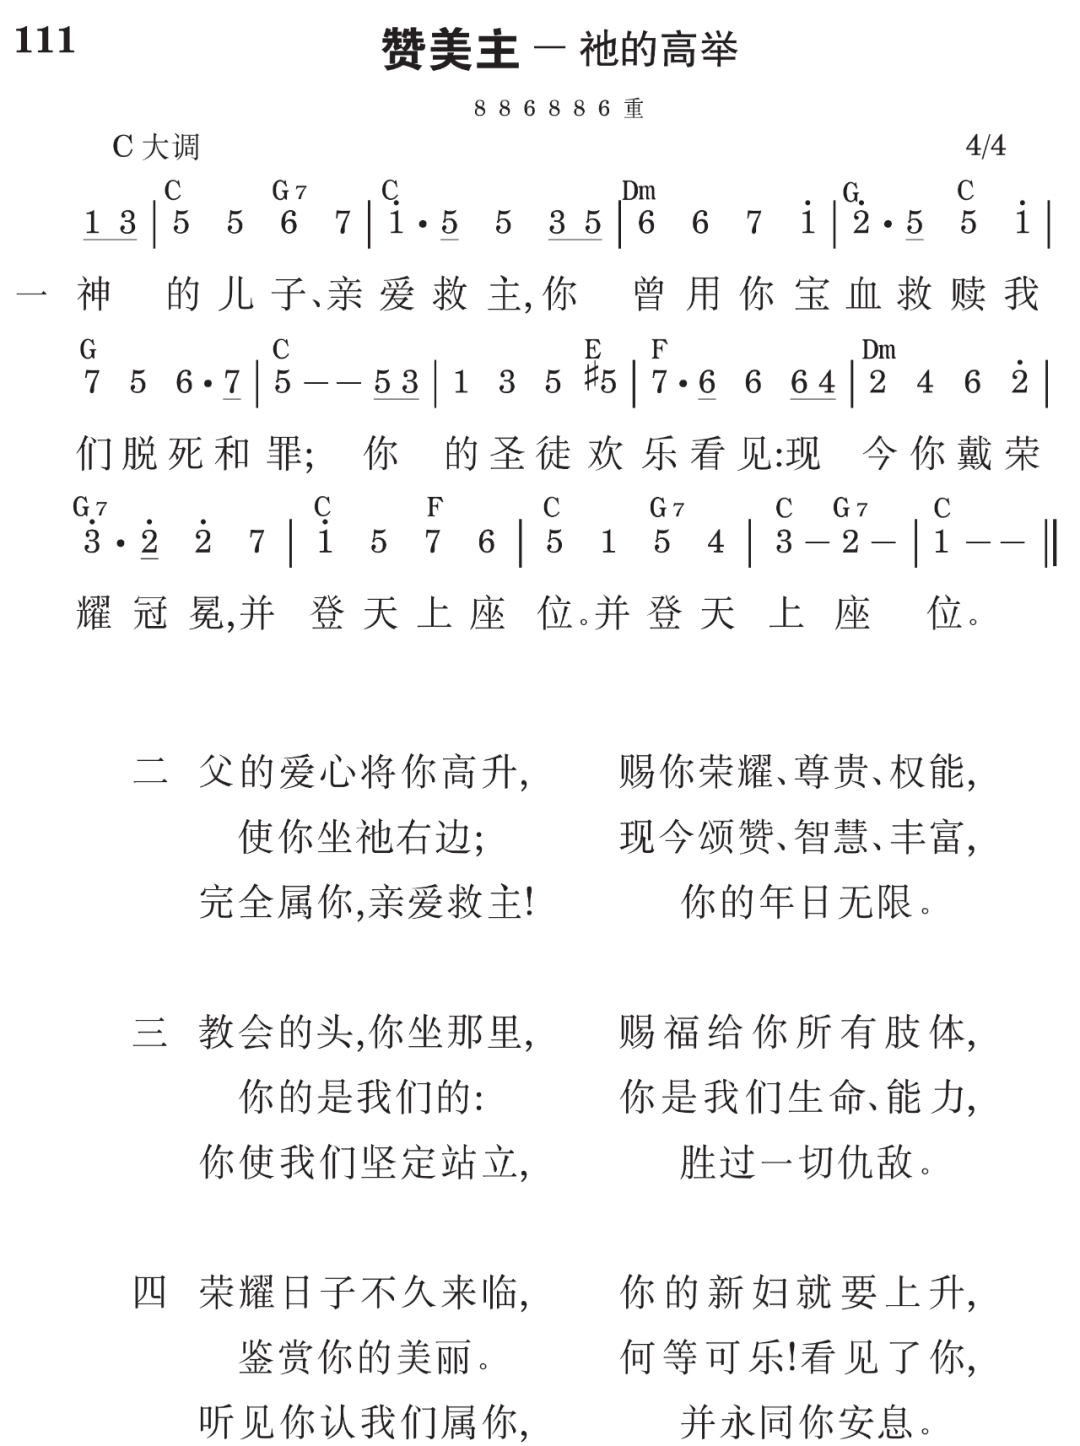 111
赞美主 — 祂的高举
8 8 6 8 8 6 重
C 大调 4/4
C G7 C Dm G C
1 3 | 5 5 6 7 | i · 5 5 3 5 | 6 6 7 i | 2̇ · 5 5 i |
一 神 的儿子、亲爱救主,你 曾用你宝血救赎我
G C E F Dm
7 5 6 · 7 | 5 — — 5 3 | 1 3 5 #5 | 7 · 6 6 6 4 | 2 4 6 2̇ |
们脱死和罪; 你 的圣徒欢乐看见:现 今你戴荣
G7 C F C G7 C G7 C
3̇ · 2̇ 2̇ 7 | i 5 7 6 | 5 1 5 4 | 3 — 2 — | 1 — — ‖
耀冠冕,并 登天上座 位。并登天 上 座 位。
二 父的爱心将你高升, 赐你荣耀、尊贵、权能,
使你坐祂右边; 现今颂赞、智慧、丰富,
完全属你,亲爱救主! 你的年日无限。
三 教会的头,你坐那里, 赐福给你所有肢体,
你的是我们的: 你是我们生命、能力,
你使我们坚定站立, 胜过一切仇敌。
四 荣耀日子不久来临, 你的新妇就要上升,
鉴赏你的美丽。 何等可乐!看见了你,
听见你认我们属你, 并永同你安息。